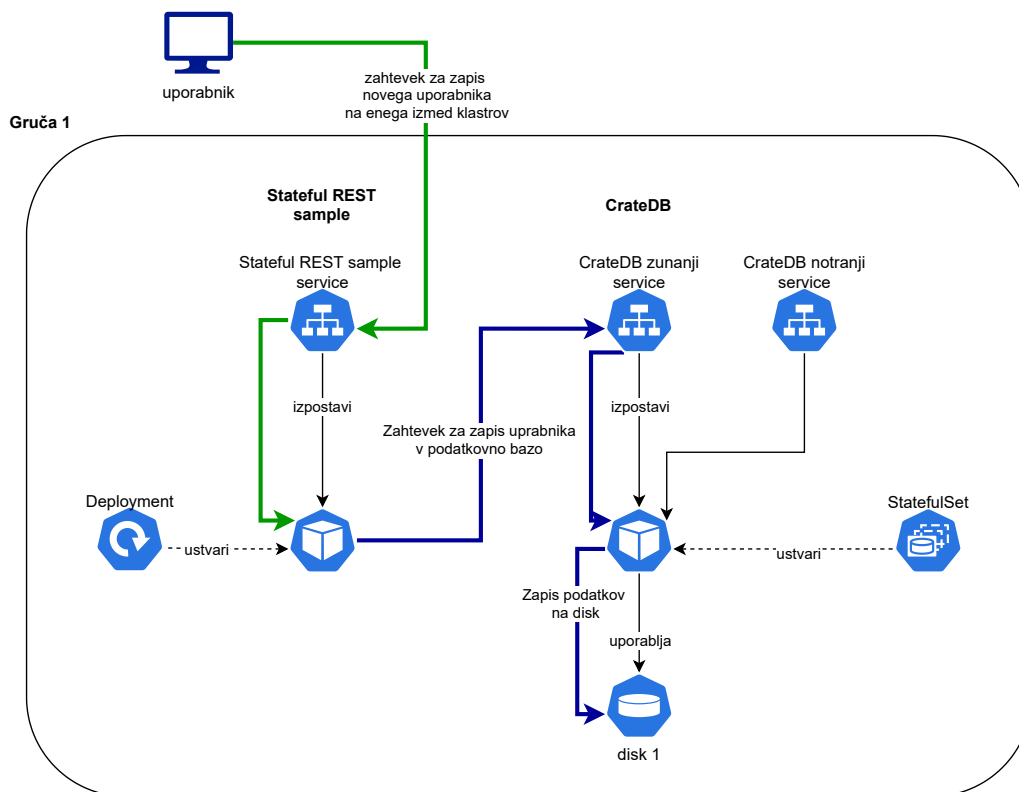 uporabnik
zahtevek za zapis
novega uporabnika
na enega izmed klastrov
Gruča 1
Stateful REST
sample
CrateDB
Stateful REST sample
service
CrateDB zunanji
service
CrateDB notranji
service
izpostavi
izpostavi
Zahtevek za zapis uprabnika
v podatkovno bazo
Deployment
StatefulSet
ustvari
ustvari
Zapis podatkov
na disk
uporablja
disk 1